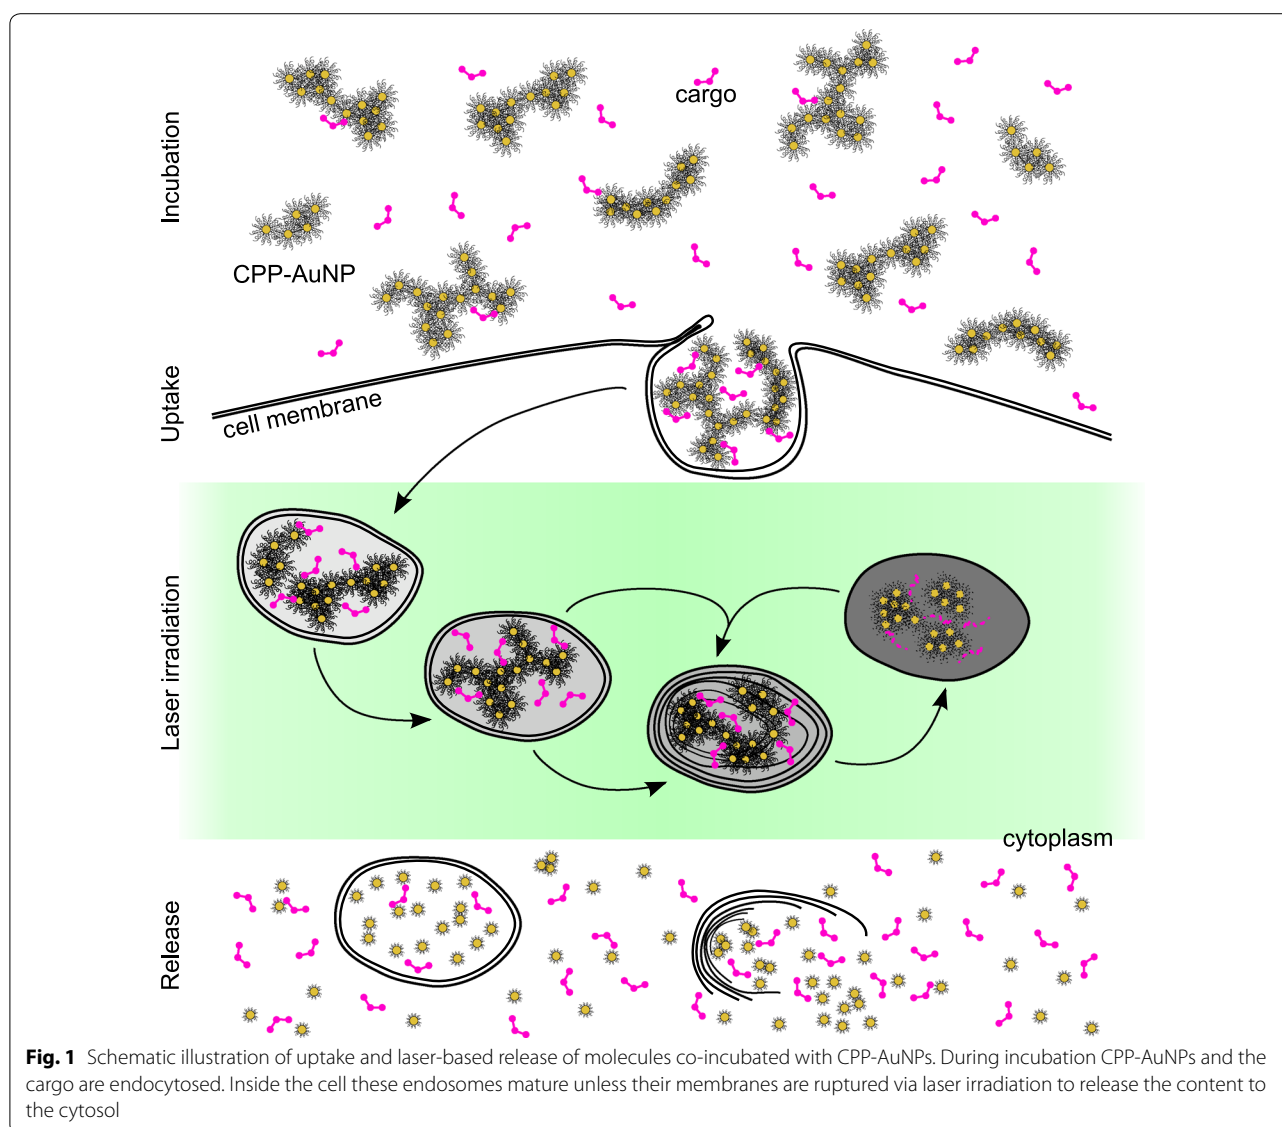 Incubation
cargo
CPP-AuNP
Uptake
cell membrane
Laser irradiation
cytoplasm
Release
Fig. 1 Schematic illustration of uptake and laser-based release of molecules co-incubated with CPP-AuNPs. During incubation CPP-AuNPs and the
cargo are endocytosed. Inside the cell these endosomes mature unless their membranes are ruptured via laser irradiation to release the content to
the cytosol